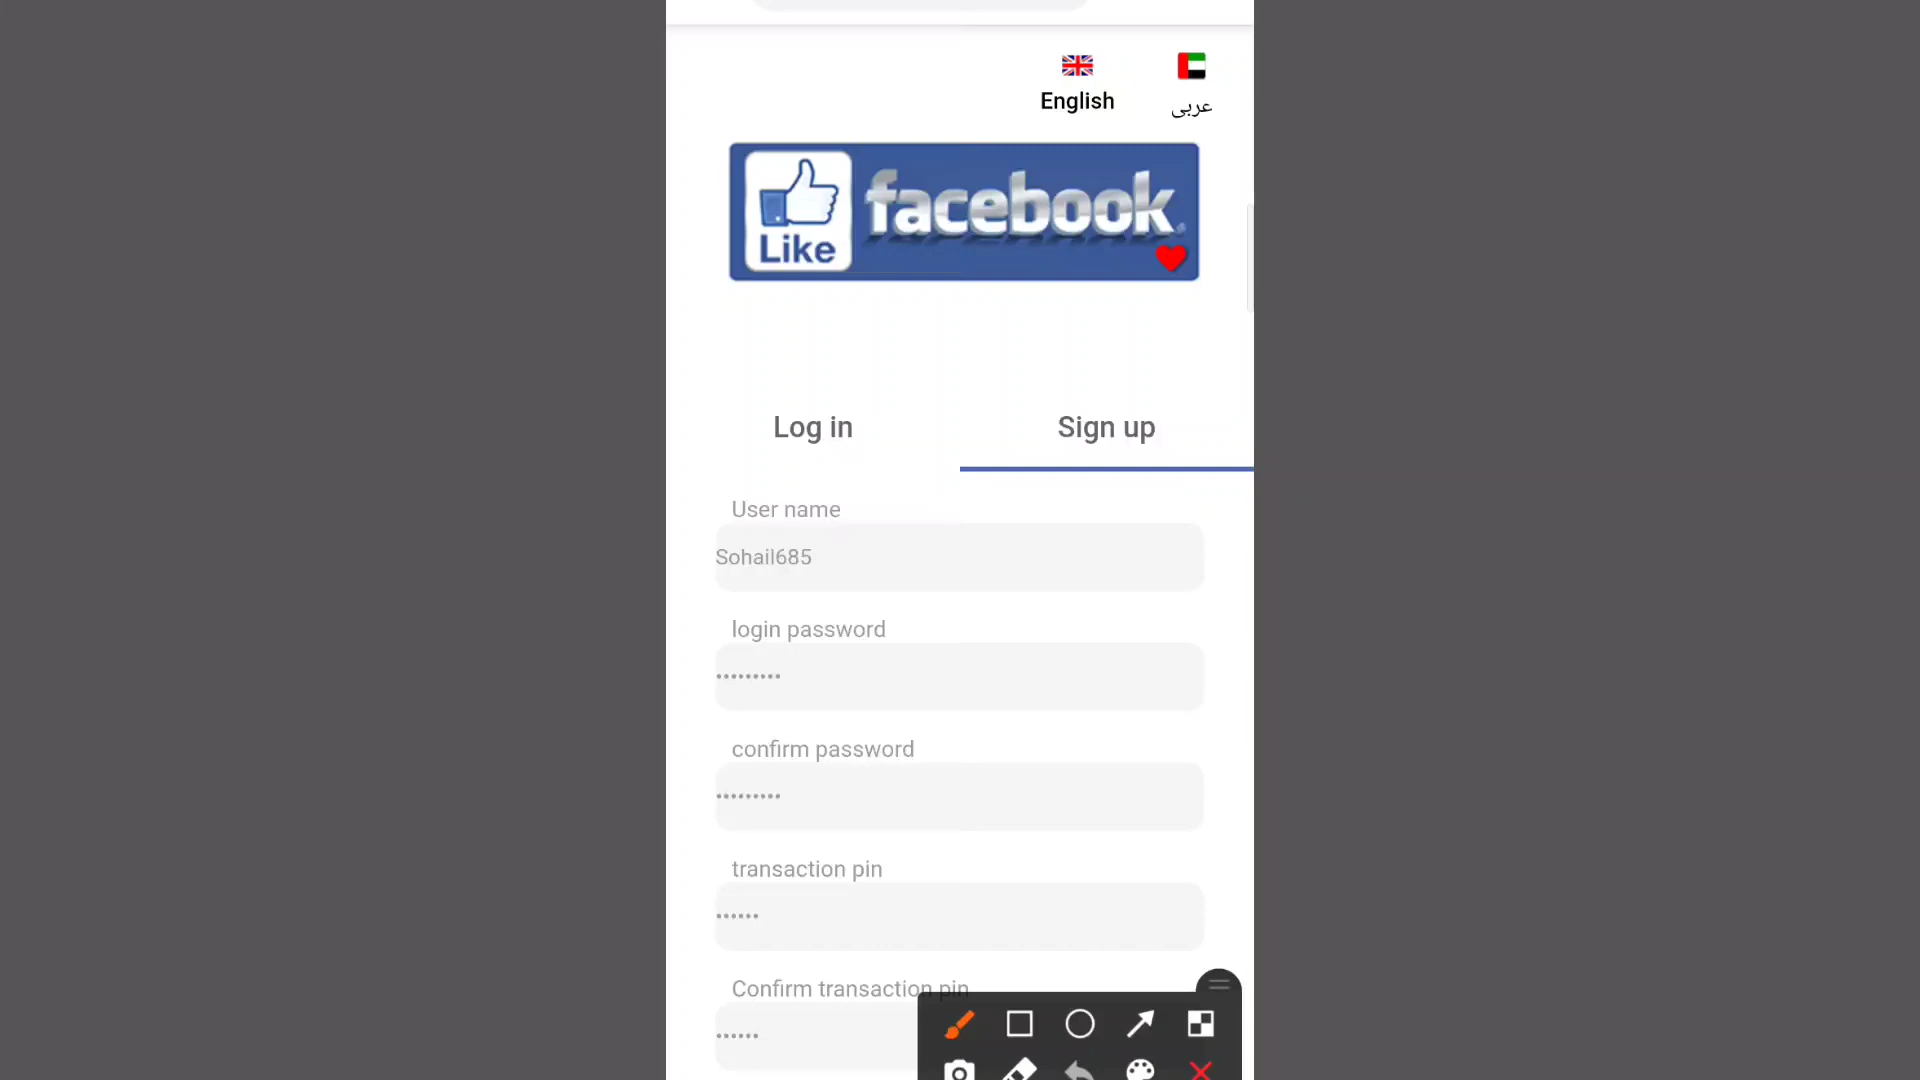 English
عربى
Like
facebook
Log in
Sign up
User name
Sohail685
login password
•••••••••
confirm password
•••••••••
transaction pin
••••••
Confirm transaction pin
••••••